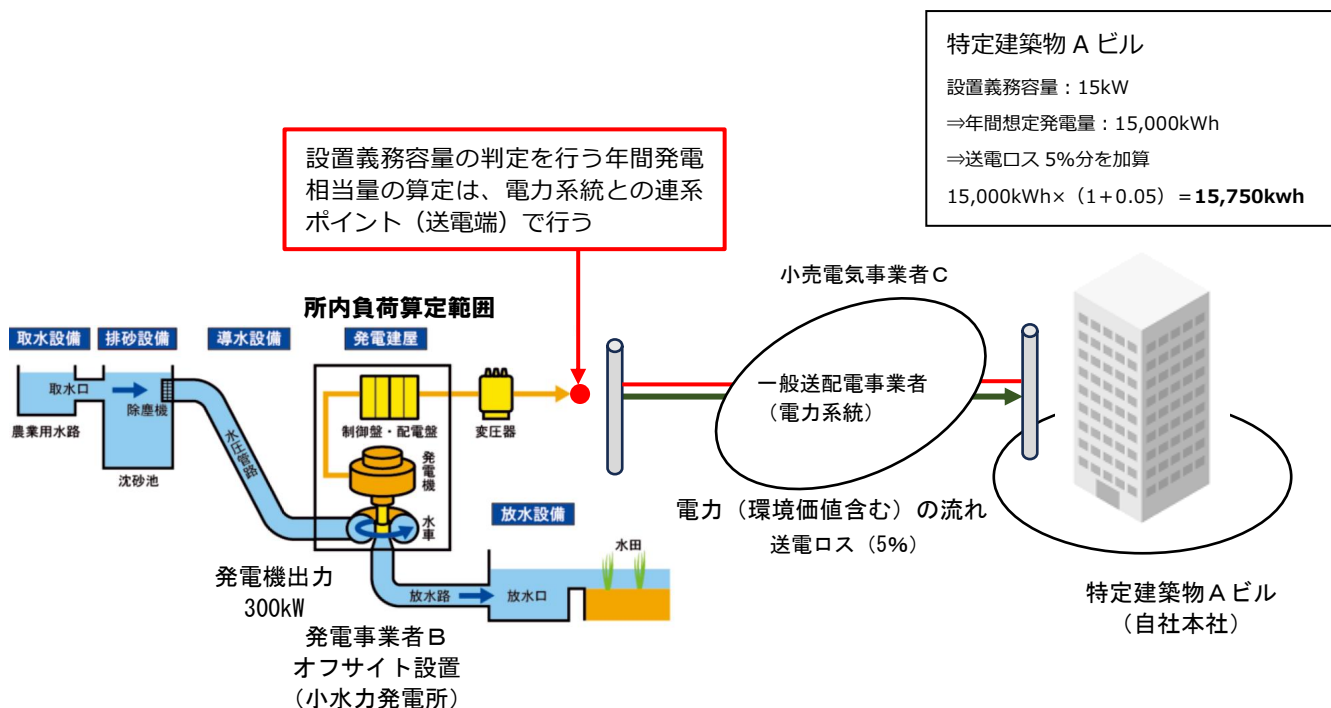 特定建築物 A ビル
設置義務容量：15kW
⇒年間想定発電量：15,000kWh
⇒送電ロス 5%分を加算
15,000kWh×（1＋0.05）＝15,750kwh
設置義務容量の判定を行う年間発電
相当量の算定は、電力系統との連系
ポイント（送電端）で行う
小売電気事業者Ｃ
所内負荷算定範囲
取水設備
排砂設備
導水設備
発電建屋
取水口
除塵機
農業用水路
沈砂池
水圧管路
制御盤・配電盤
変圧器
発電機
水車
一般送配電事業者
（電力系統）
電力（環境価値含む）の流れ
送電ロス（5%）
放水設備
水田
放水路
放水口
発電機出力
300kW
発電事業者Ｂ
オフサイト設置
（小水力発電所）
特定建築物Ａビル
（自社本社）